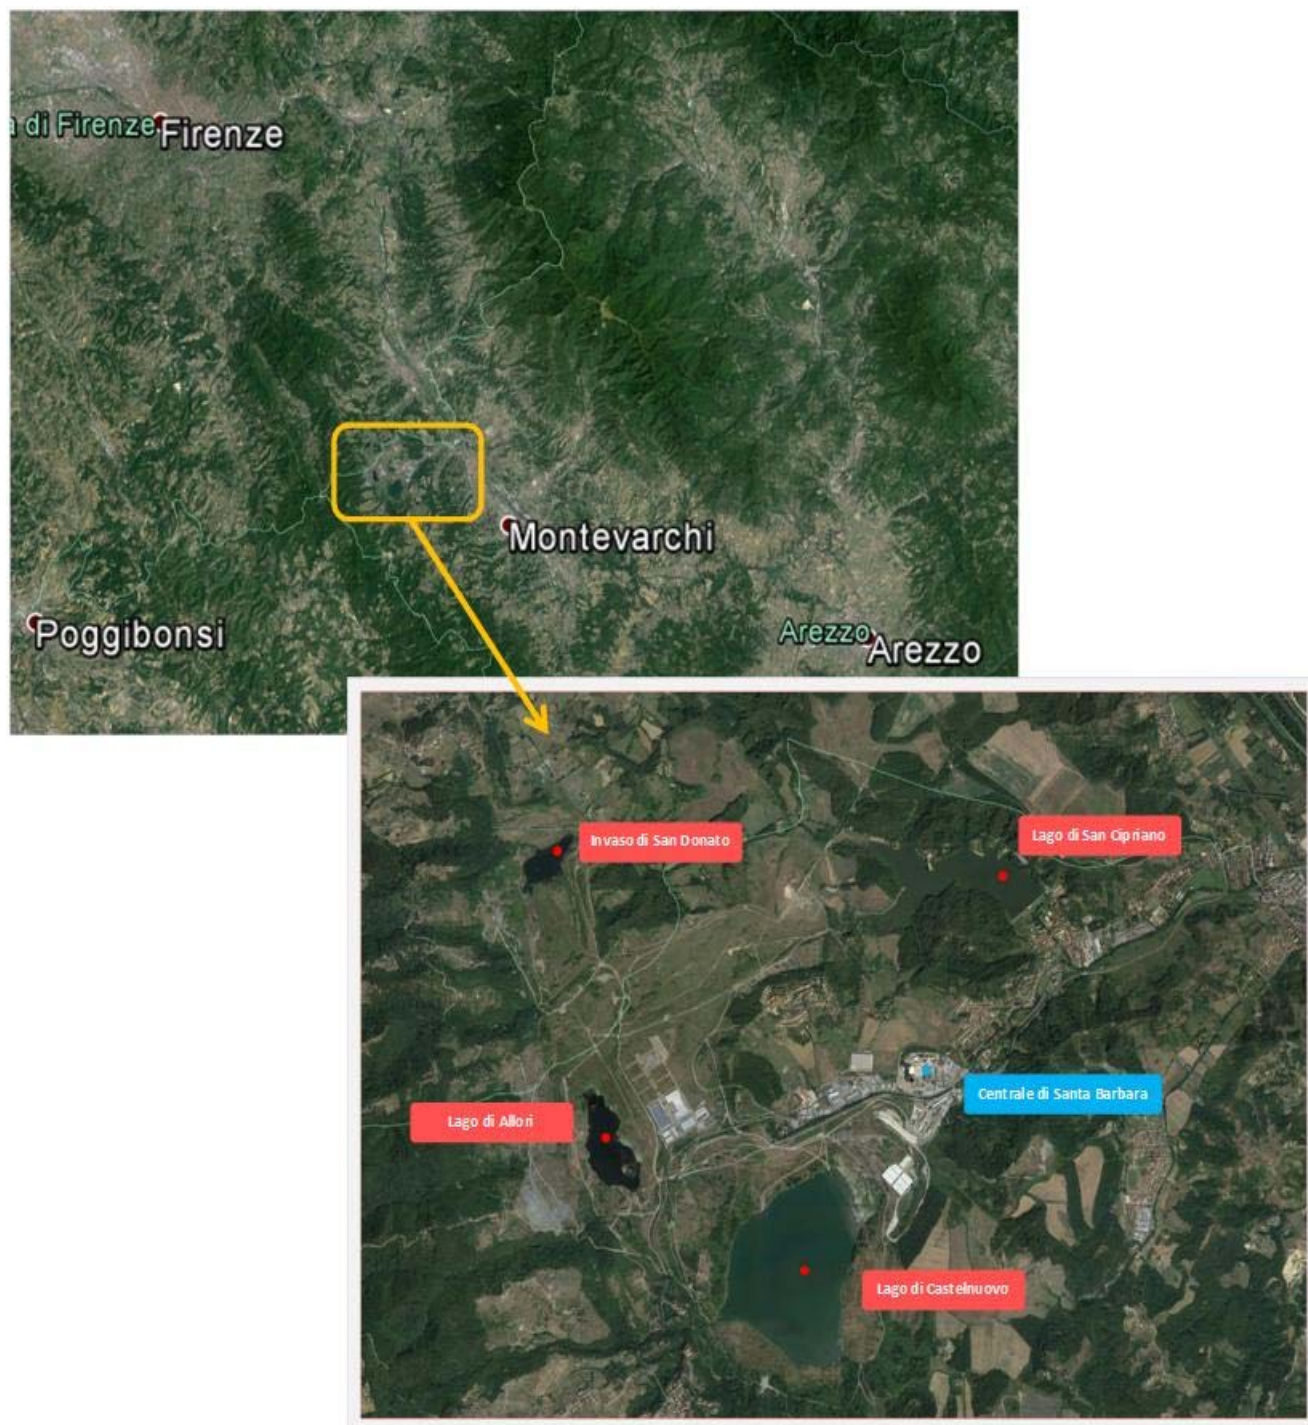 a di Firenze
Firenze
Montevarchi
Poggibonsi
Arezzo
Arezzo
Invaso di San Donato
Lago di San Cipriano
Centrale di Santa Barbara
Lago di Allori
Lago di Castelnuovo